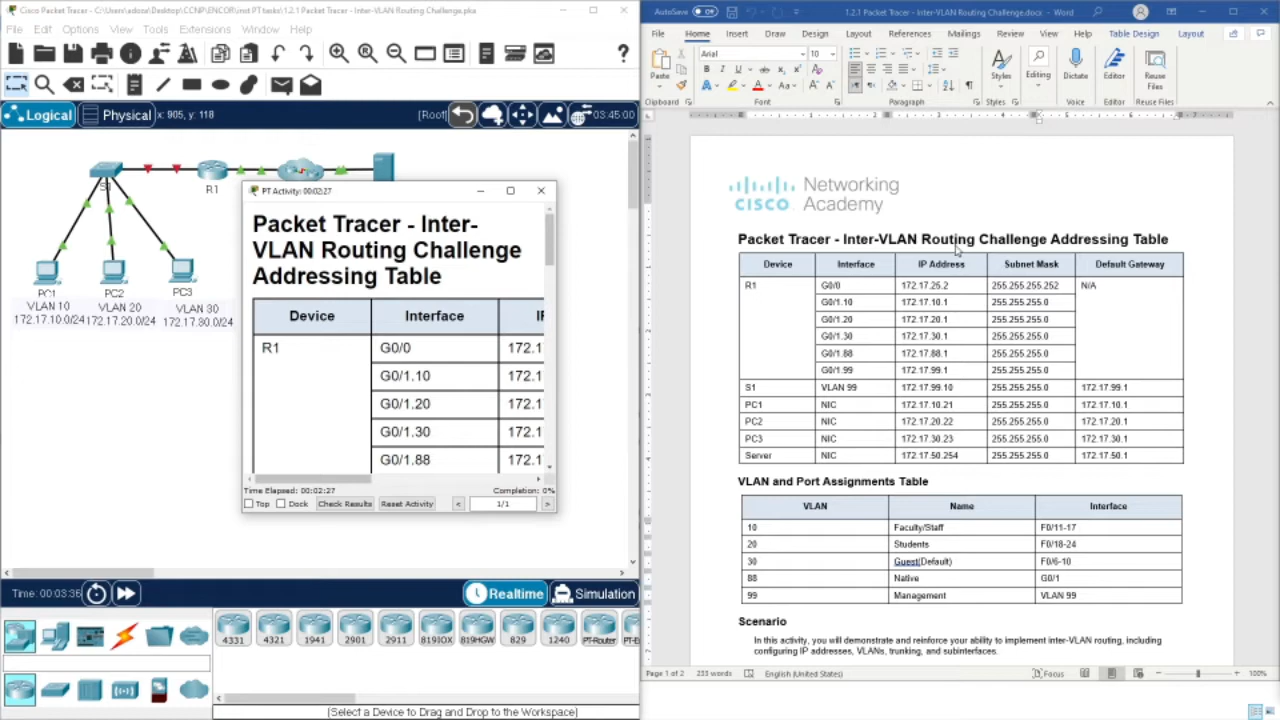 Cisco Packet Tracer - C:\Users\adosa\Desktop\CCNP\ENCOR\inst PT tasks\1.2.1 Packet Tracer - Inter-VLAN Routing Challenge.pka
File Edit Options View Tools Extensions Window Help
?
Logical Physical x: 905, y: 118 [Root] 03:45:00
S1
R1
PC1 PC2 PC3
VLAN 10 VLAN 20 VLAN 30
172.17.10.0/24 172.17.20.0/24 172.17.30.0/24
PT Activity: 00:02:27
Packet Tracer - Inter-
VLAN Routing Challenge
Addressing Table
Device Interface
R1 G0/0 172.1
G0/1.10 172.1
G0/1.20 172.1
G0/1.30 172.1
G0/1.88 172.1
Time Elapsed: 00:02:27 Completion: 0%
Top Dock Check Results Reset Activity < 1/1 >
Time: 00:03:36 Realtime Simulation
4331 4321 1941 2901 2911 819IOX 819HGW 829 1240 PT-Router PT-E
(Select a Device to Drag and Drop to the Workspace)
AutoSave Off 1.2.1 Packet Tracer - Inter-VLAN Routing Challenge.docx - Word
File Home Insert Draw Design Layout References Mailings Review View Help Table Design Layout
Paste Arial 10 Styles Editing Dictate Editor Reuse Files
Clipboard Font Paragraph Styles Voice Editor Reuse Files
CISCO Networking Academy
Packet Tracer - Inter-VLAN Routing Challenge Addressing Table
Device Interface IP Address Subnet Mask Default Gateway
R1 G0/0 172.17.25.2 255.255.255.252 N/A
G0/1.10 172.17.10.1 255.255.255.0
G0/1.20 172.17.20.1 255.255.255.0
G0/1.30 172.17.30.1 255.255.255.0
G0/1.88 172.17.88.1 255.255.255.0
G0/1.99 172.17.99.1 255.255.255.0
S1 VLAN 99 172.17.99.10 255.255.255.0 172.17.99.1
PC1 NIC 172.17.10.21 255.255.255.0 172.17.10.1
PC2 NIC 172.17.20.22 255.255.255.0 172.17.20.1
PC3 NIC 172.17.30.23 255.255.255.0 172.17.30.1
Server NIC 172.17.50.254 255.255.255.0 172.17.50.1
VLAN and Port Assignments Table
VLAN Name Interface
10 Faculty/Staff F0/11-17
20 Students F0/18-24
30 Guest(Default) F0/6-10
88 Native G0/1
99 Management VLAN 99
Scenario
In this activity, you will demonstrate and reinforce your ability to implement inter-VLAN routing, including
configuring IP addresses, VLANs, trunking, and subinterfaces.
Page 1 of 2 255 words English (United States) Focus 100%